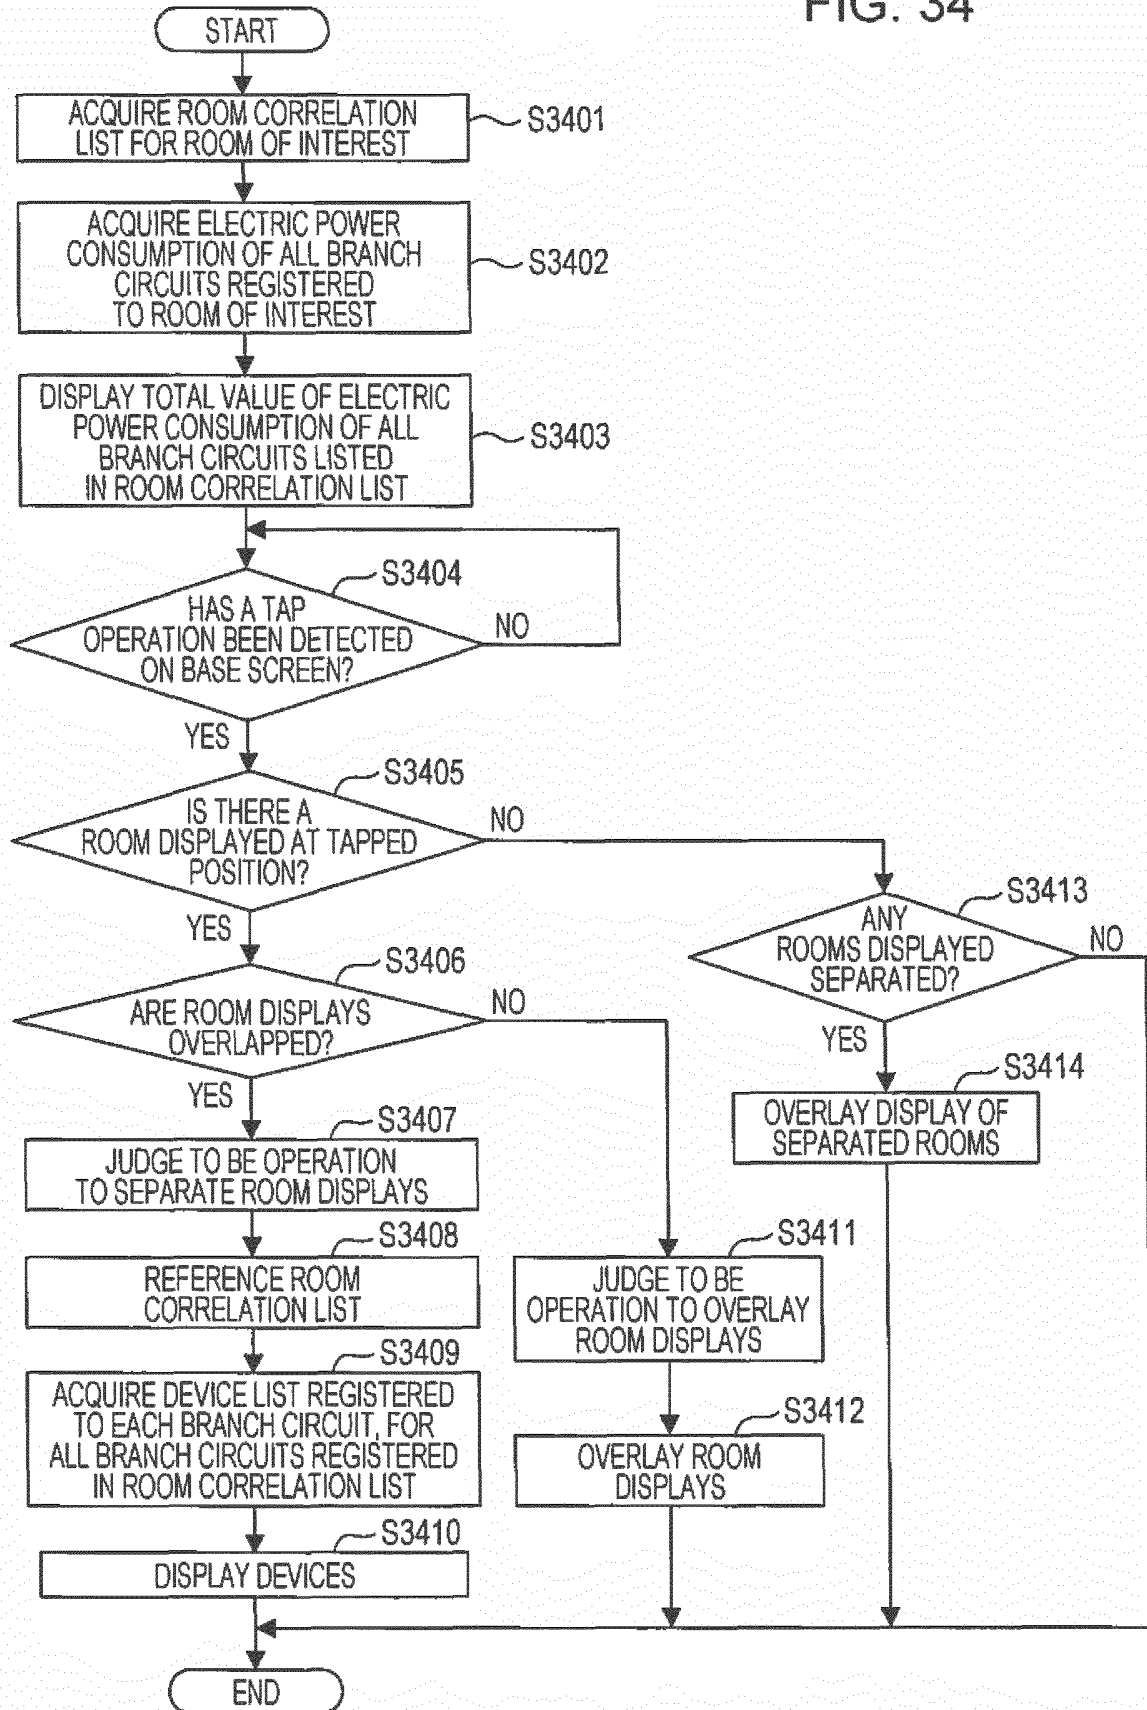 FIG. 34
START
ACQUIRE ROOM CORRELATION
LIST FOR ROOM OF INTEREST
S3401
ACQUIRE ELECTRIC POWER
CONSUMPTION OF ALL BRANCH
CIRCUITS REGISTERED
TO ROOM OF INTEREST
S3402
DISPLAY TOTAL VALUE OF ELECTRIC
POWER CONSUMPTION OF ALL
BRANCH CIRCUITS LISTED
IN ROOM CORRELATION LIST
S3403
S3404
HAS A TAP
OPERATION BEEN DETECTED
ON BASE SCREEN?
NO
YES
S3405
IS THERE A
ROOM DISPLAYED AT TAPPED
POSITION?
NO
YES
S3413
ANY
ROOMS DISPLAYED
SEPARATED?
NO
YES
S3406
ARE ROOM DISPLAYS
OVERLAPPED?
NO
YES
S3414
OVERLAY DISPLAY OF
SEPARATED ROOMS
S3407
JUDGE TO BE OPERATION
TO SEPARATE ROOM DISPLAYS
S3408
REFERENCE ROOM
CORRELATION LIST
S3411
JUDGE TO BE
OPERATION TO OVERLAY
ROOM DISPLAYS
S3409
ACQUIRE DEVICE LIST REGISTERED
TO EACH BRANCH CIRCUIT, FOR
ALL BRANCH CIRCUITS REGISTERED
IN ROOM CORRELATION LIST
S3412
OVERLAY ROOM
DISPLAYS
S3410
DISPLAY DEVICES
END